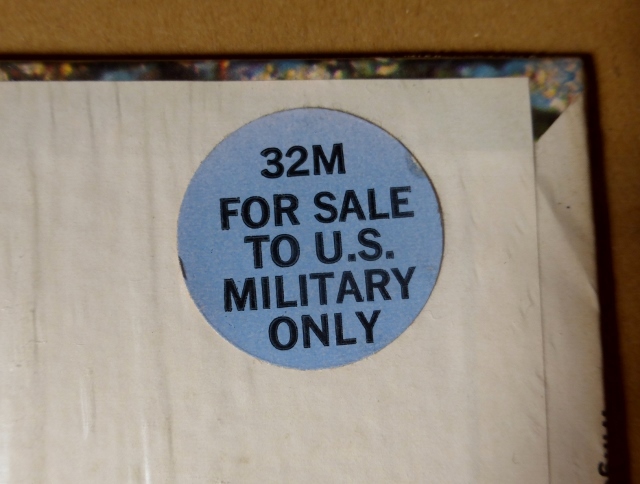 32M
FOR SALE
TO U.S.
MILITARY
ONLY